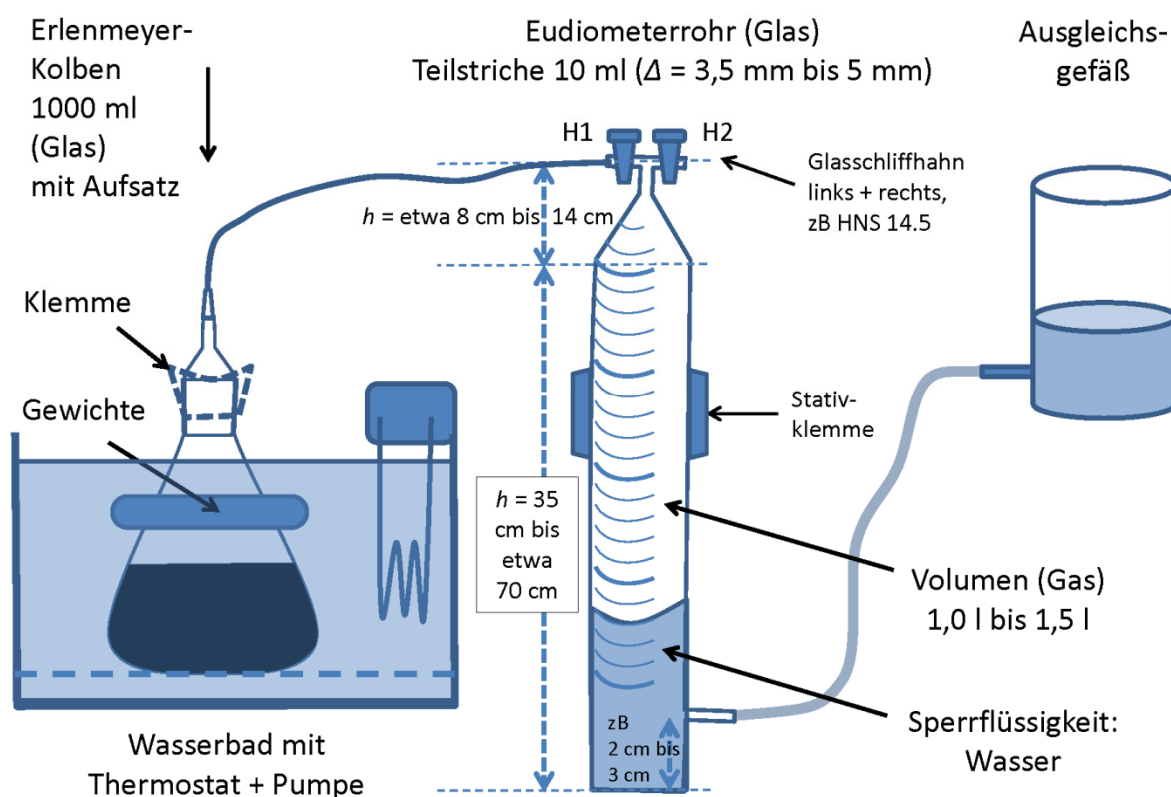 Erlenmeyer-
Kolben
1000 ml
(Glas)
mit Aufsatz
Eudiometerrohr (Glas)
Teilstriche 10 ml (Δ = 3,5 mm bis 5 mm)
Ausgleichs-
gefäß
H1
H2
Glasschliffhahn
links + rechts,
zB HNS 14.5
h = etwa 8 cm bis 14 cm
Klemme
Gewichte
Stativ-
klemme
h = 35
cm bis
etwa
70 cm
Volumen (Gas)
1,0 l bis 1,5 l
zB
2 cm bis
3 cm
Sperrflüssigkeit:
Wasser
Wasserbad mit
Thermostat + Pumpe